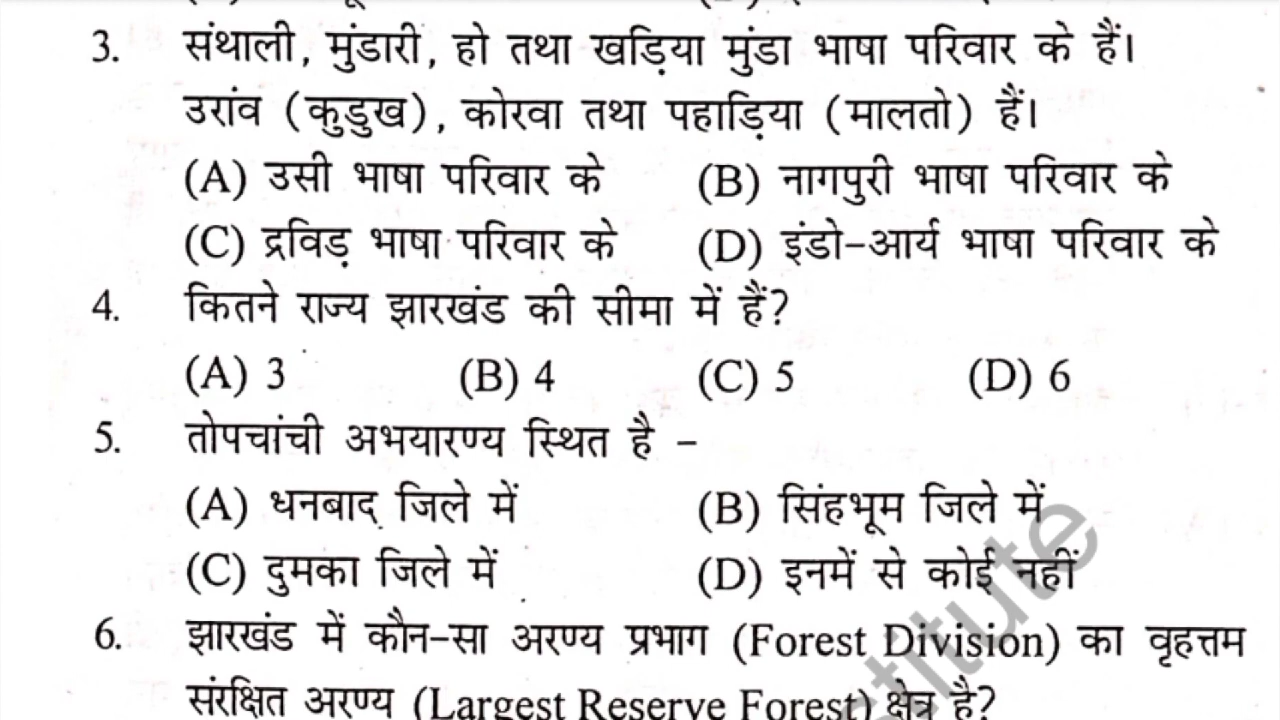 3. संथाली, मुंडारी, हो तथा खड़िया मुंडा भाषा परिवार के हैं।
उरांव (कुडुख), कोरवा तथा पहाड़िया (मालतो) हैं।
(A) उसी भाषा परिवार के (B) नागपुरी भाषा परिवार के
(C) द्रविड़ भाषा परिवार के (D) इंडो-आर्य भाषा परिवार के
4. कितने राज्य झारखंड की सीमा में हैं?
(A) 3 (B) 4 (C) 5 (D) 6
5. तोपचांची अभयारण्य स्थित है –
(A) धनबाद जिले में (B) सिंहभूम जिले में
(C) दुमका जिले में (D) इनमें से कोई नहीं
6. झारखंड में कौन-सा अरण्य प्रभाग (Forest Division) का वृहत्तम
संरक्षित अरण्य (Largest Reserve Forest) क्षेत्र है?